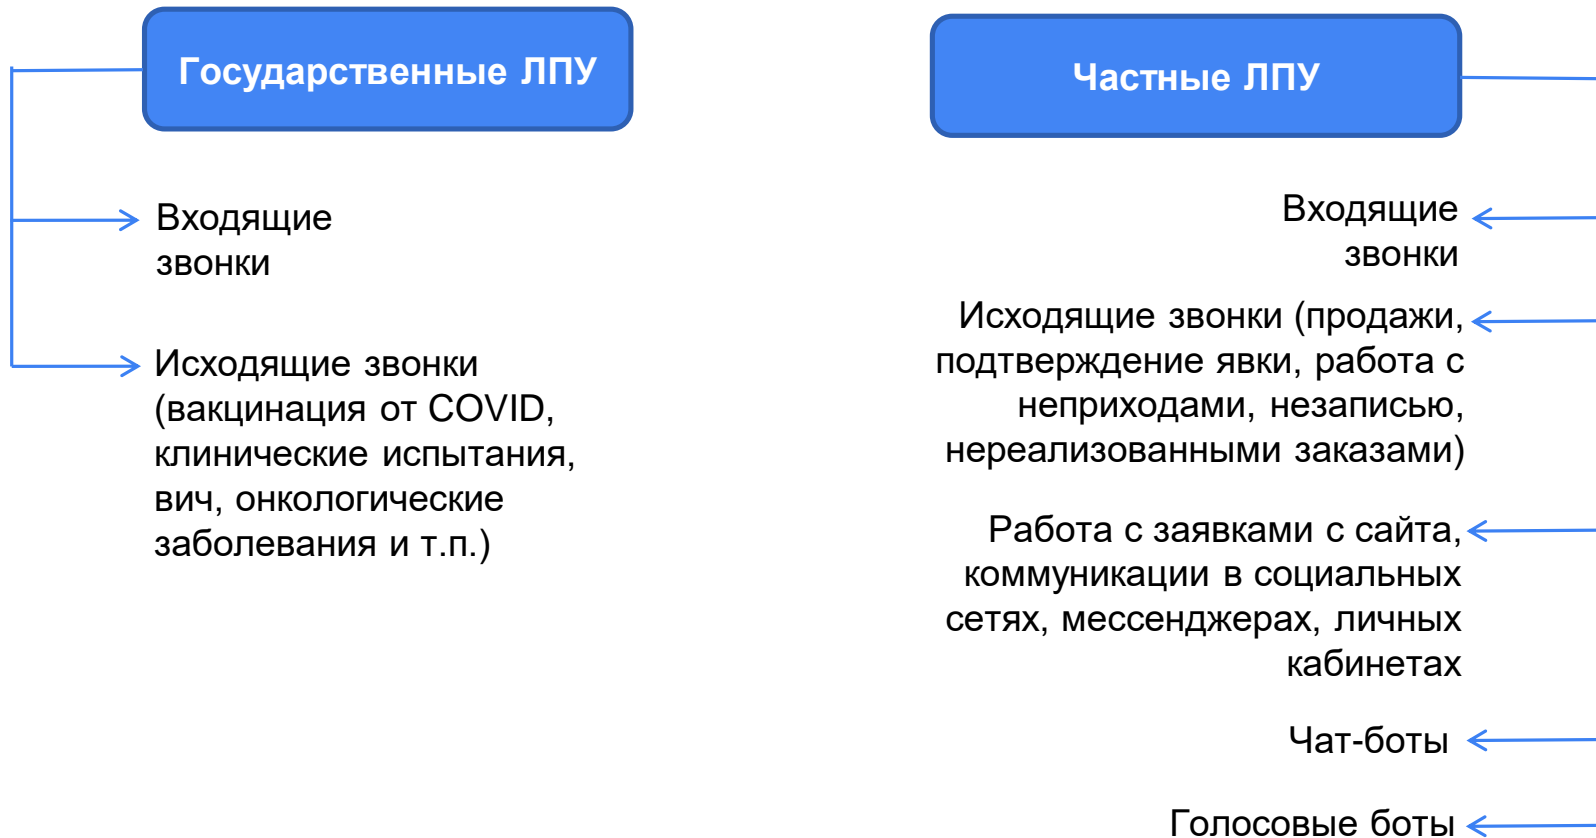 Государственные ЛПУ
Входящие
звонки
Исходящие звонки
(вакцинация от COVID,
клинические испытания,
вич, онкологические
заболевания и т.п.)
Частные ЛПУ
Входящие
звонки
Исходящие звонки (продажи,
подтверждение явки, работа с
неприходами, незаписью,
нереализованными заказами)
Работа с заявками с сайта,
коммуникации в социальных
сетях, мессенджерах, личных
кабинетах
Чат-боты
Голосовые боты